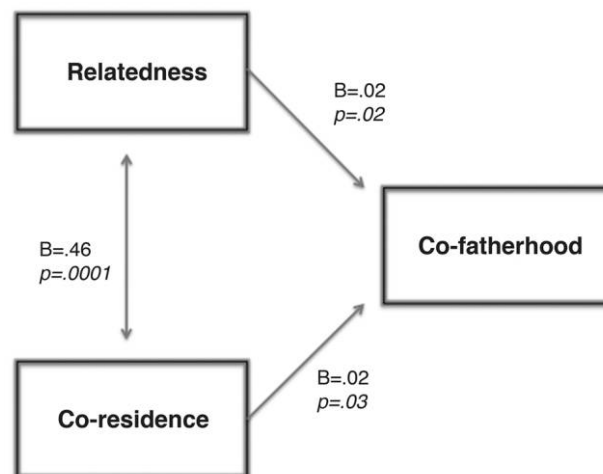 Relatedness
B=.02
p=.02
B=.46
p=.0001
Co-fatherhood
B=.02
p=.03
Co-residence